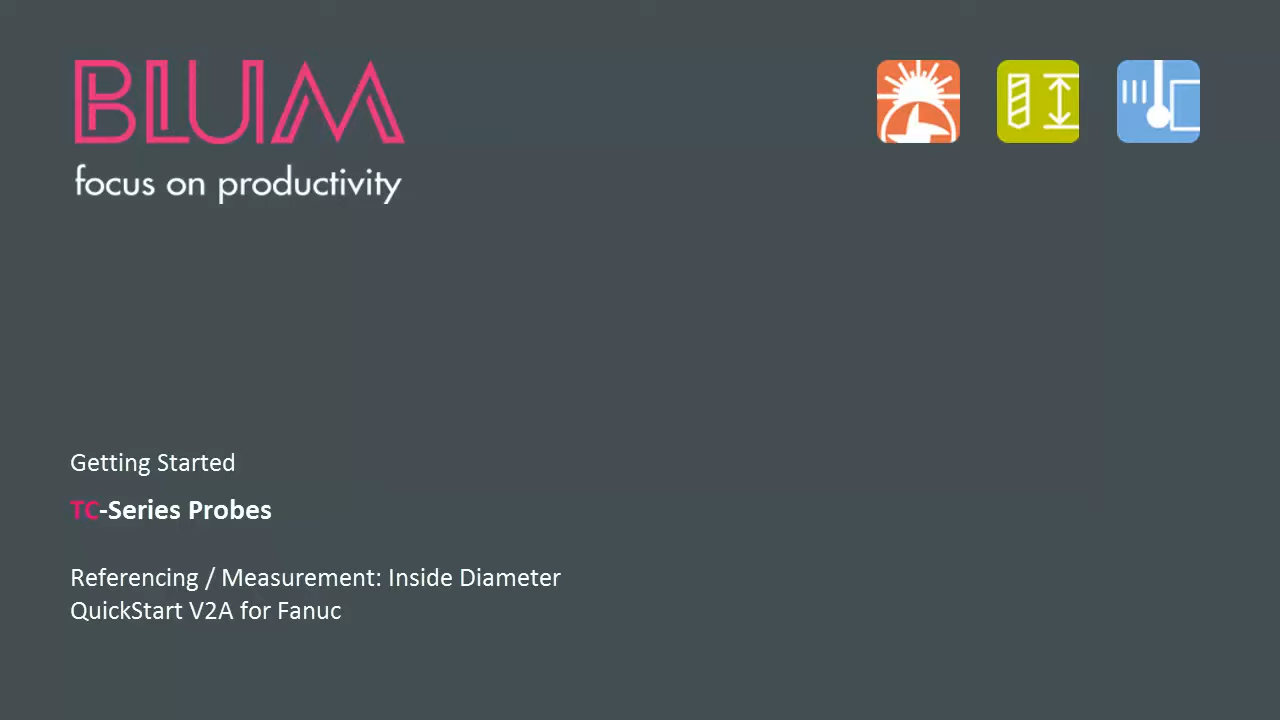 BLUM
focus on productivity
Getting Started
TC-Series Probes
Referencing / Measurement: Inside Diameter
QuickStart V2A for Fanuc